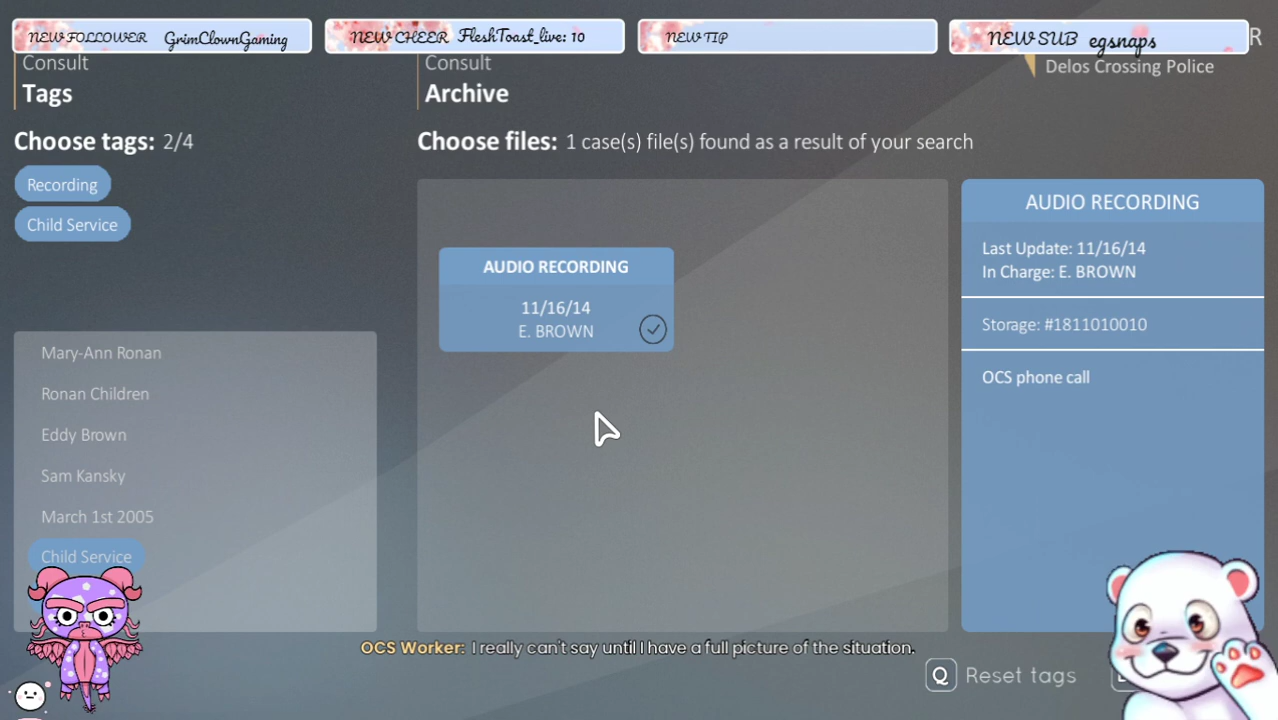 NEW FOLLOWER GrimClownGaming
NEW CHEER FleshToast_live: 10
NEW TIP
NEW SUB egsnaps
R
Consult
Tags
Choose tags: 2/4
Recording
Child Service
Mary-Ann Ronan
Ronan Children
Eddy Brown
Sam Kansky
March 1st 2005
Child Service
Consult
Archive
Choose files: 1 case(s) file(s) found as a result of your search
AUDIO RECORDING
11/16/14
E. BROWN
Delos Crossing Police
AUDIO RECORDING
Last Update: 11/16/14
In Charge: E. BROWN
Storage: #1811010010
OCS phone call
OCS Worker: I really can't say until I have a full picture of the situation.
Q Reset tags